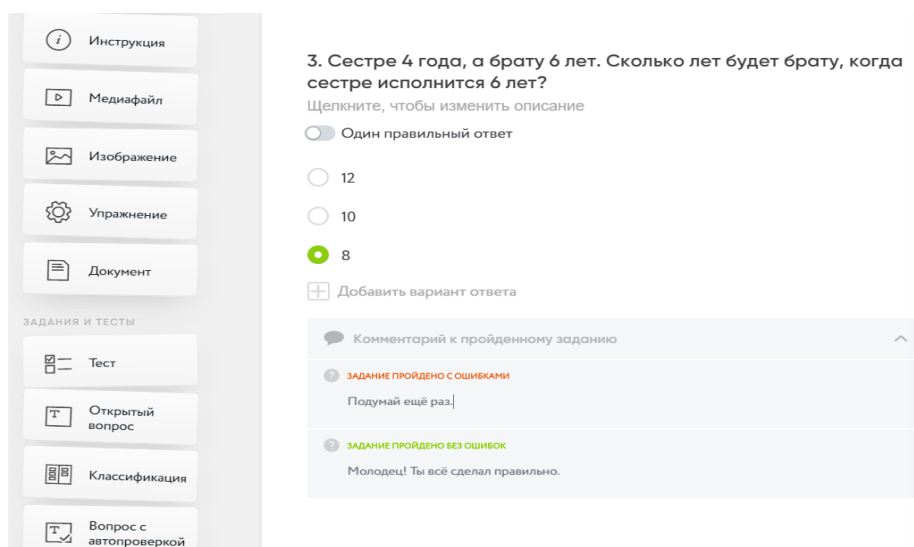 Инструкция
Медиафайл
Изображение
Упражнение
Документ
ЗАДАНИЯ И ТЕСТЫ
Тест
Открытый
вопрос
Классификация
Вопрос с
автопроверкой
3. Сестре 4 года, а брату 6 лет. Сколько лет будет брату, когда
сестре исполнится 6 лет?
Щелкните, чтобы изменить описание
Один правильный ответ
12
10
8
Добавить вариант ответа
Комментарий к пройденному заданию
ЗАДАНИЕ ПРОЙДЕНО С ОШИБКАМИ
Подумай ещё раз.
ЗАДАНИЕ ПРОЙДЕНО БЕЗ ОШИБОК
Молодец! Ты всё сделал правильно.